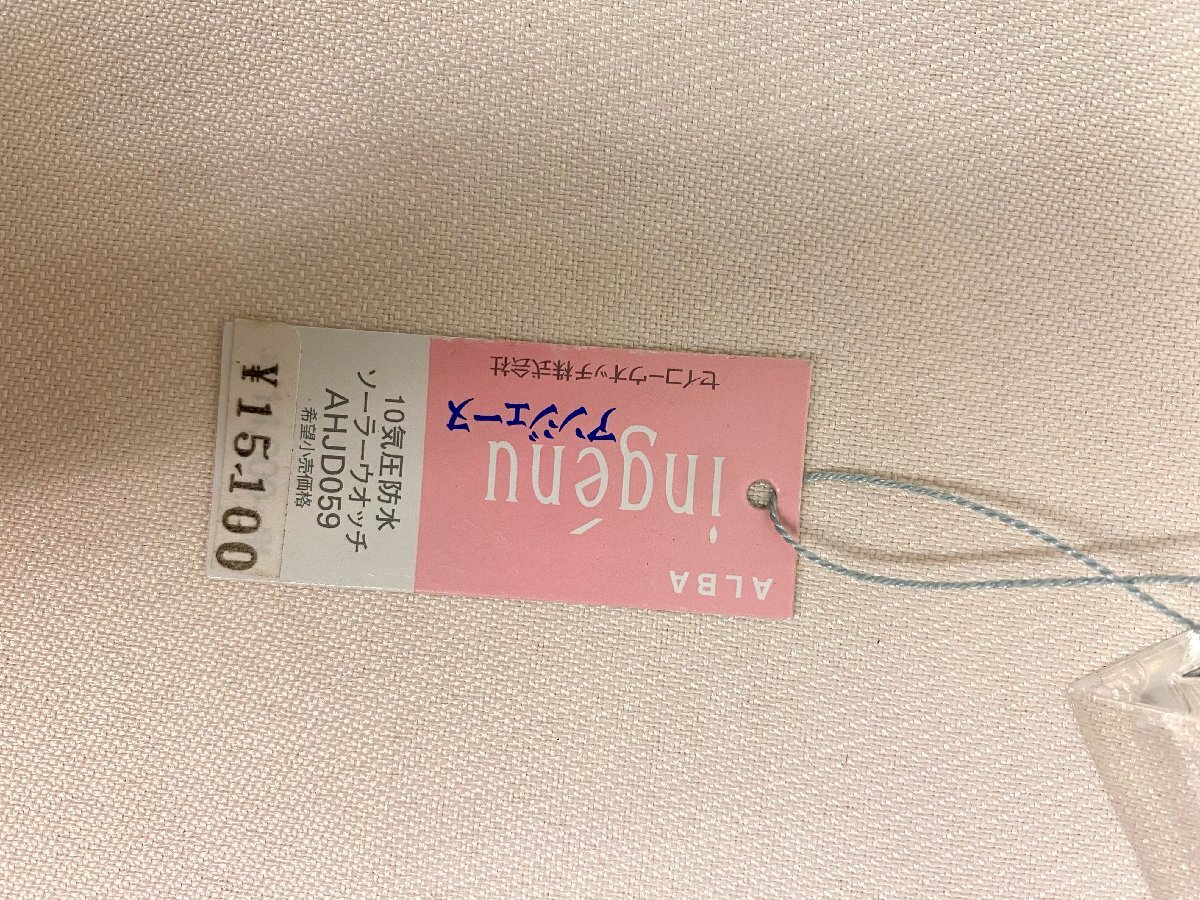 ALBA
ingénu
アンジェーヌ
セイコーウオッチ株式会社
10気圧防水
ソーラーウオッチ
AHJD059
希望小売価格
¥15100